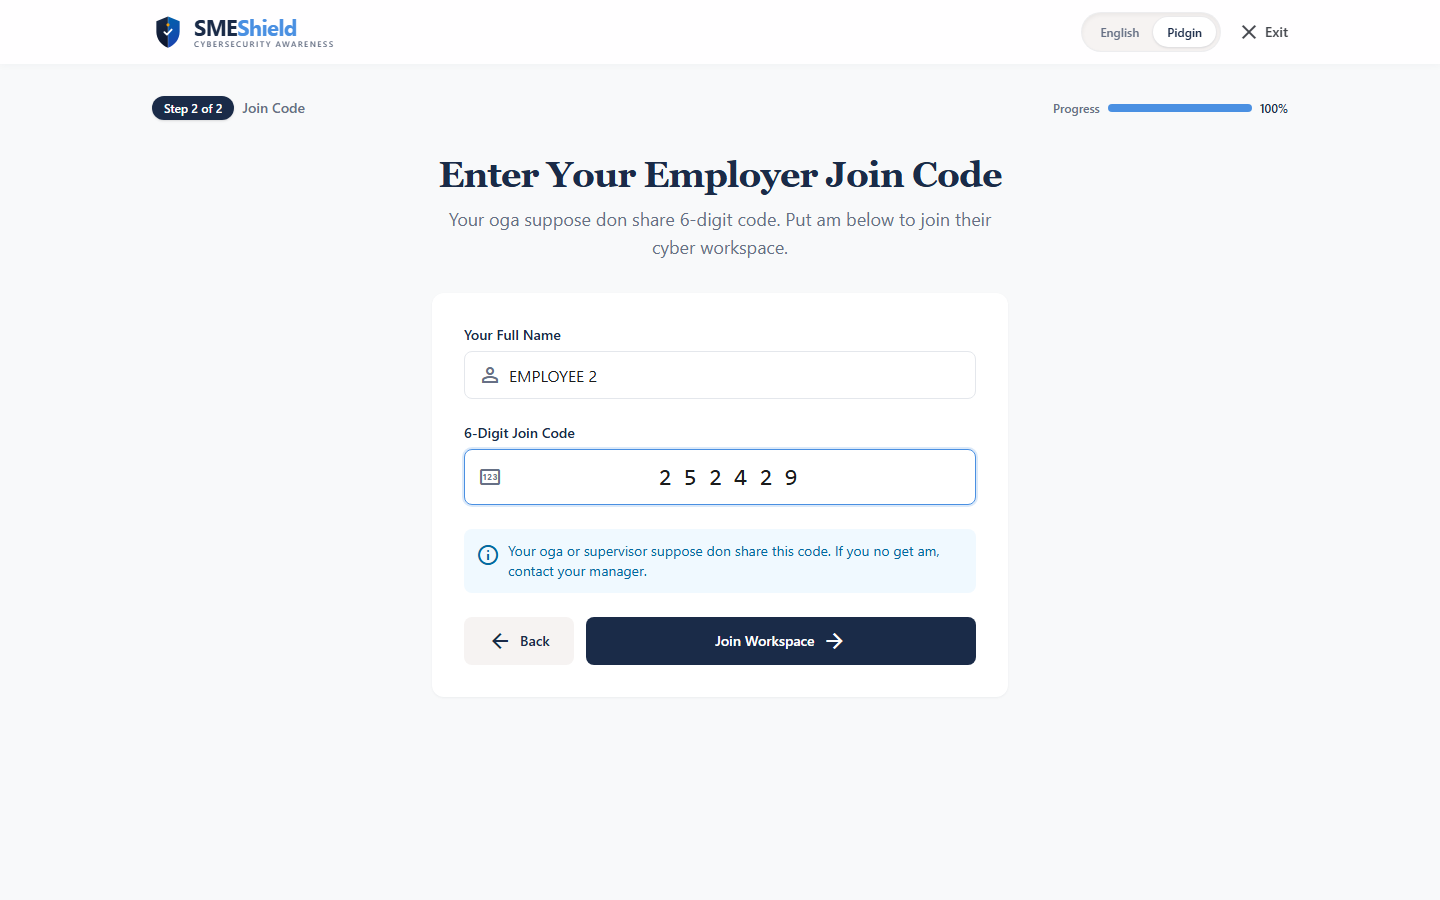 SMEShield
CYBERSECURITY AWARENESS
English
Pidgin
Exit
Step 2 of 2
Join Code
Progress
100%
Enter Your Employer Join Code
Your oga suppose don share 6-digit code. Put am below to join their
cyber workspace.
Your Full Name
EMPLOYEE 2
6-Digit Join Code
123
2 5 2 4 2 9
Your oga or supervisor suppose don share this code. If you no get am,
contact your manager.
Back
Join Workspace